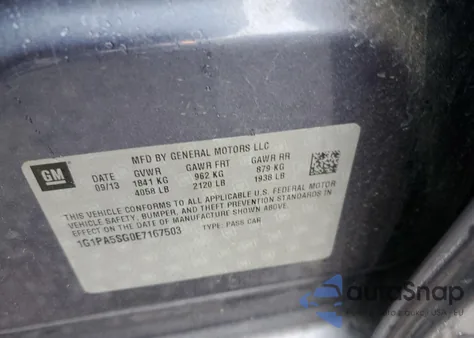 MFD BY GENERAL MOTORS LLC
GM
DATE GVWR GAWR FRT GAWR RR
09/13 1841 KG 962 KG 879 KG
4058 LB 2120 LB 1938 LB
THIS VEHICLE CONFORMS TO ALL APPLICABLE U.S. FEDERAL MOTOR
VEHICLE SAFETY, BUMPER, AND THEFT PREVENTION STANDARDS IN
EFFECT ON THE DATE OF MANUFACTURE SHOWN ABOVE.
1G1PA5SG0E7167503 TYPE: PASS CAR
autoSnap